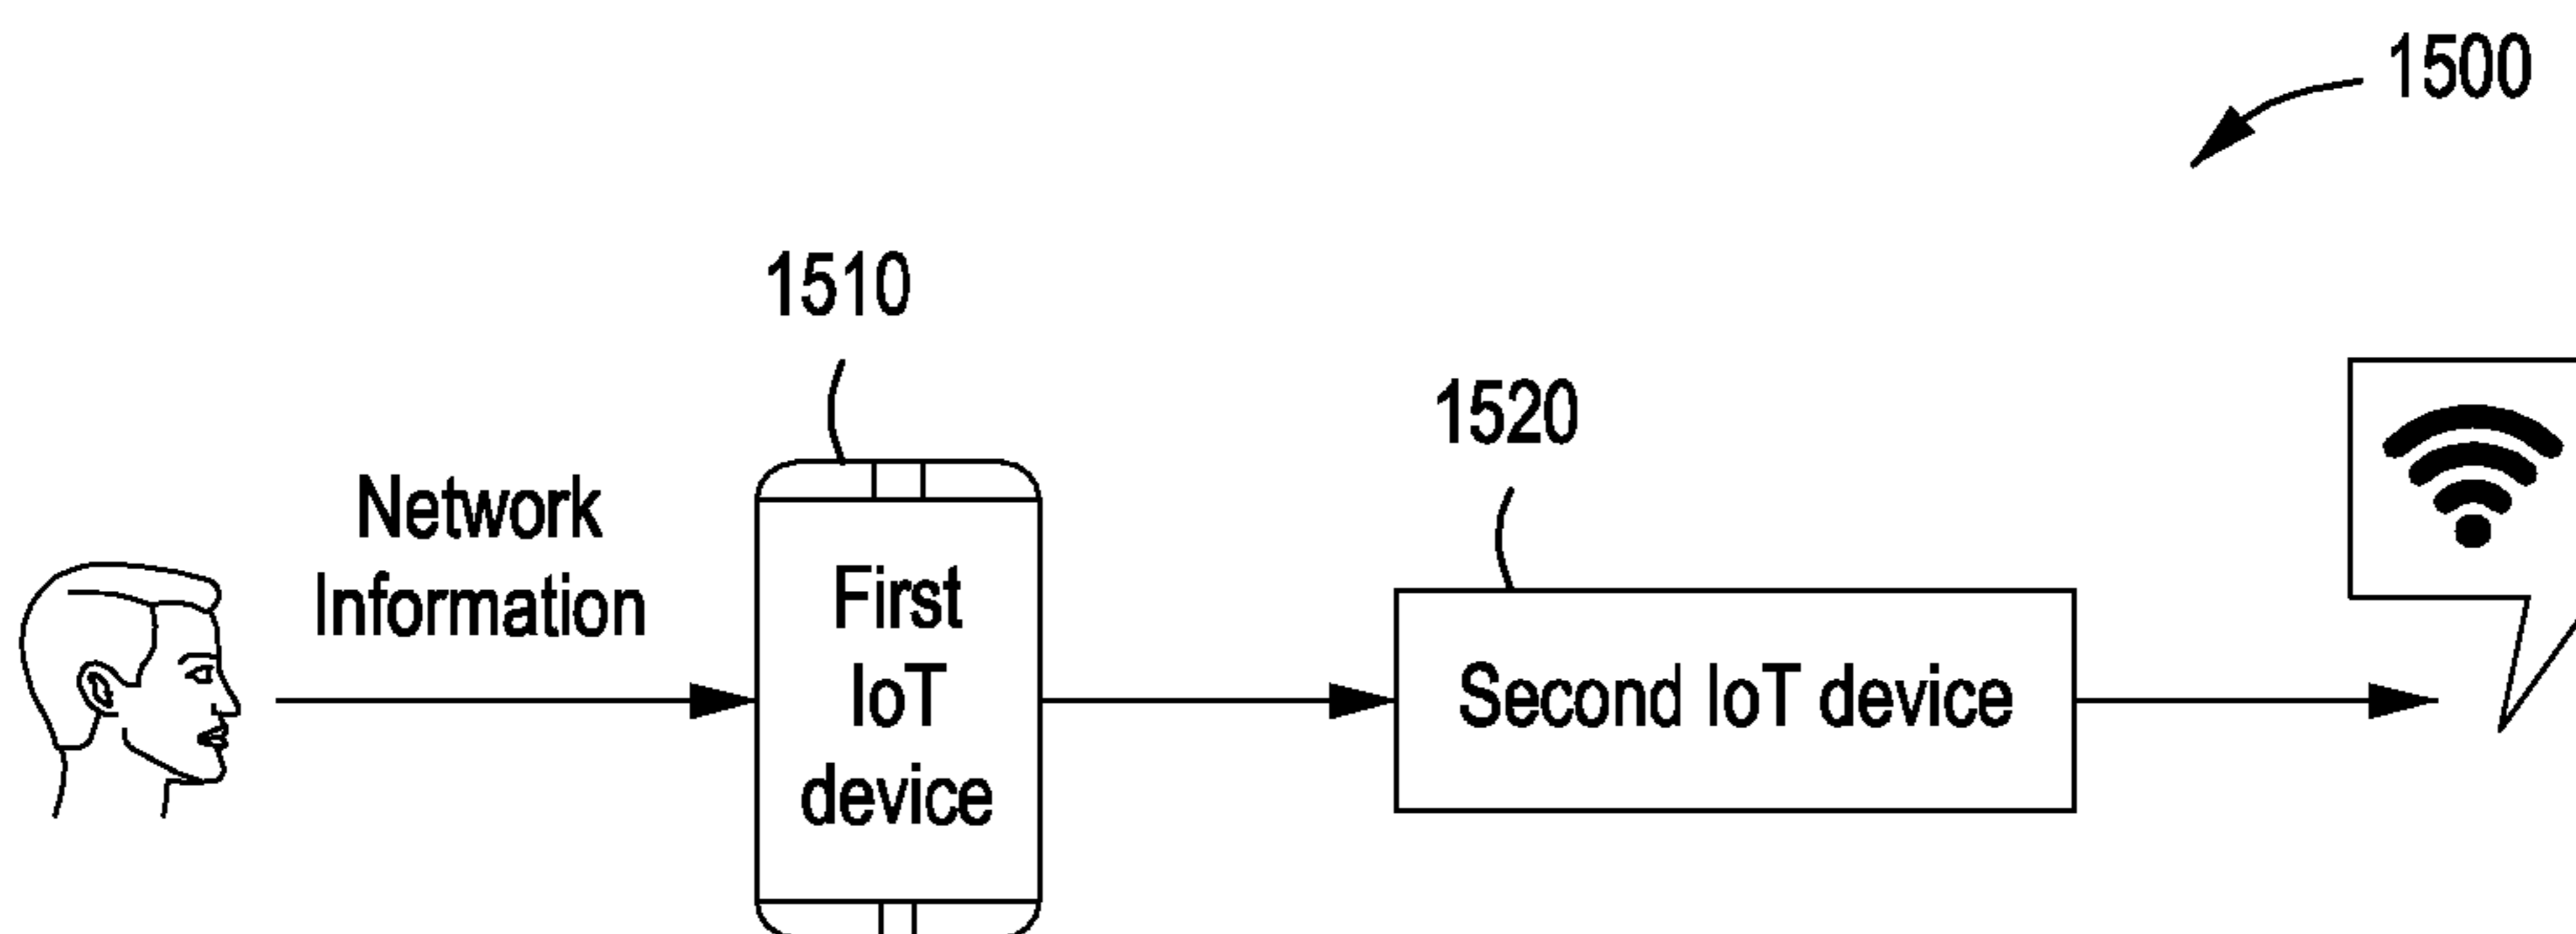 1500
1510
1520
Network
Information
First
IoT
device
Second IoT device